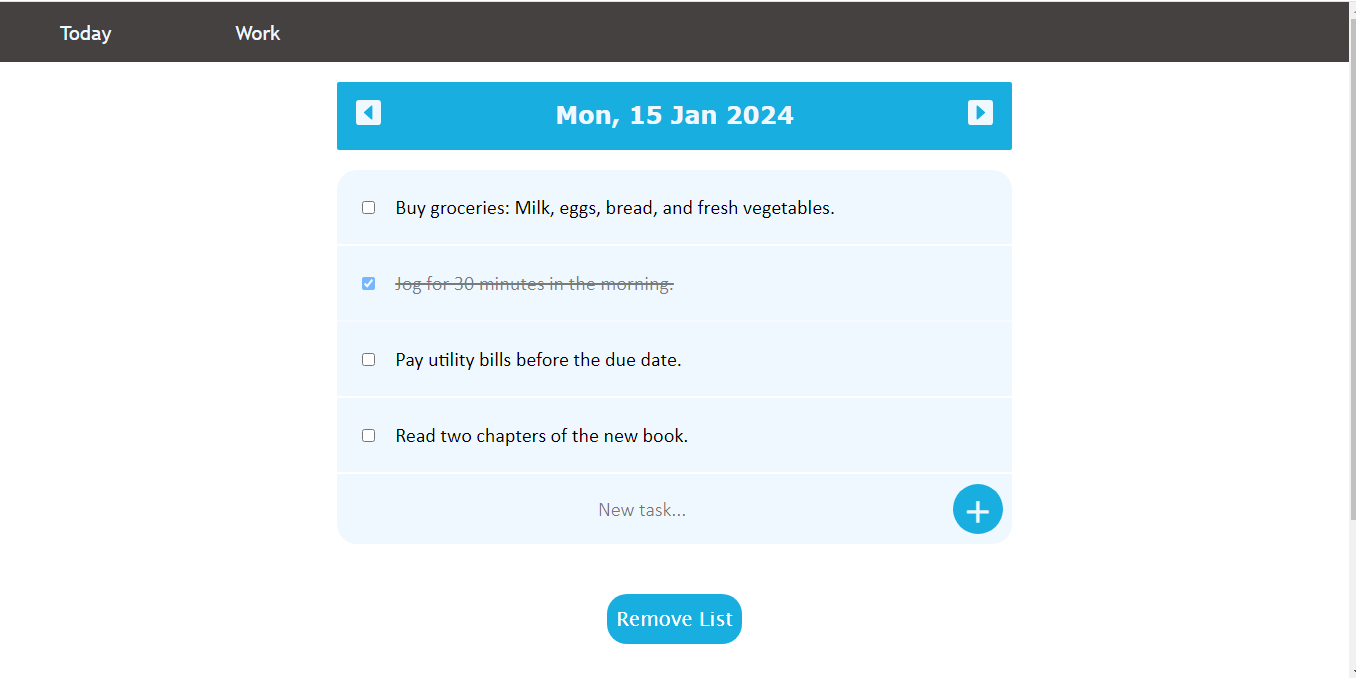 Today Work
Mon, 15 Jan 2024
Buy groceries: Milk, eggs, bread, and fresh vegetables.
Jog for 30 minutes in the morning.
Pay utility bills before the due date.
Read two chapters of the new book.
New task...
Remove List